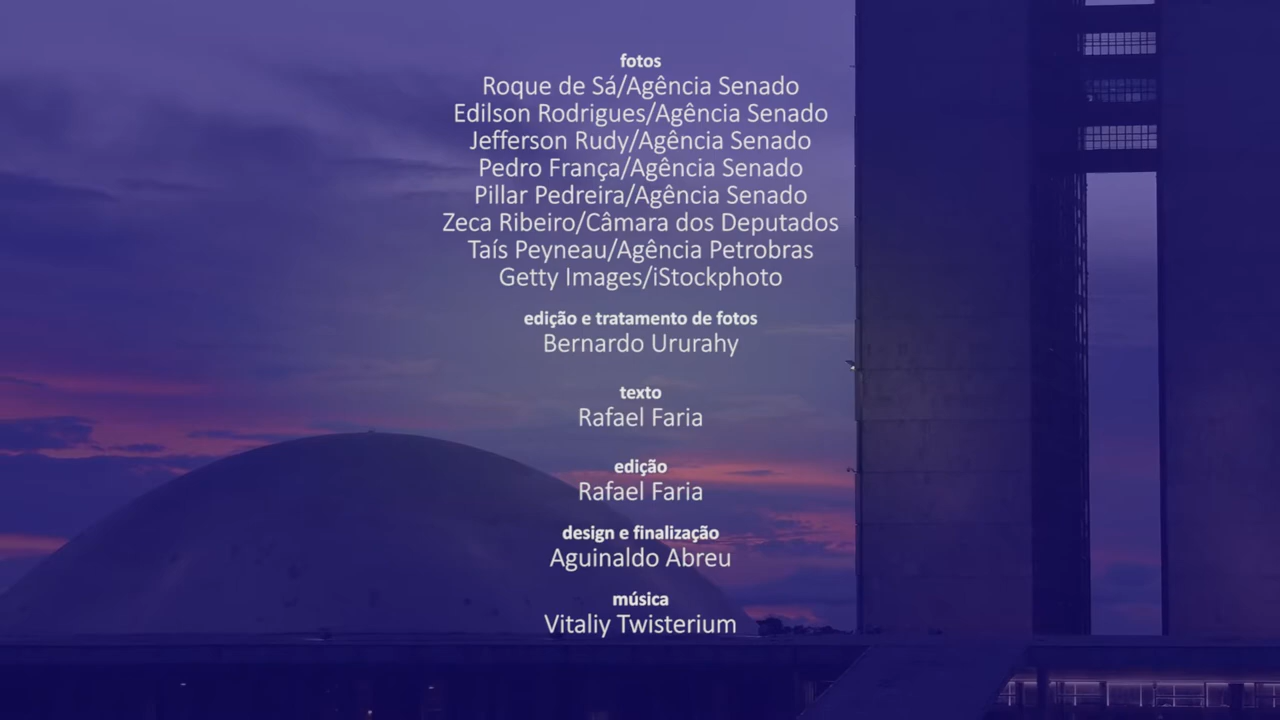 fotos
Roque de Sá/Agência Senado
Edilson Rodrigues/Agência Senado
Jefferson Rudy/Agência Senado
Pedro França/Agência Senado
Pillar Pedreira/Agência Senado
Zeca Ribeiro/Câmara dos Deputados
Taís Peyneau/Agência Petrobras
Getty Images/iStockphoto
edição e tratamento de fotos
Bernardo Ururahy
texto
Rafael Faria
edição
Rafael Faria
design e finalização
Aguinaldo Abreu
música
Vitaliy Twisterium